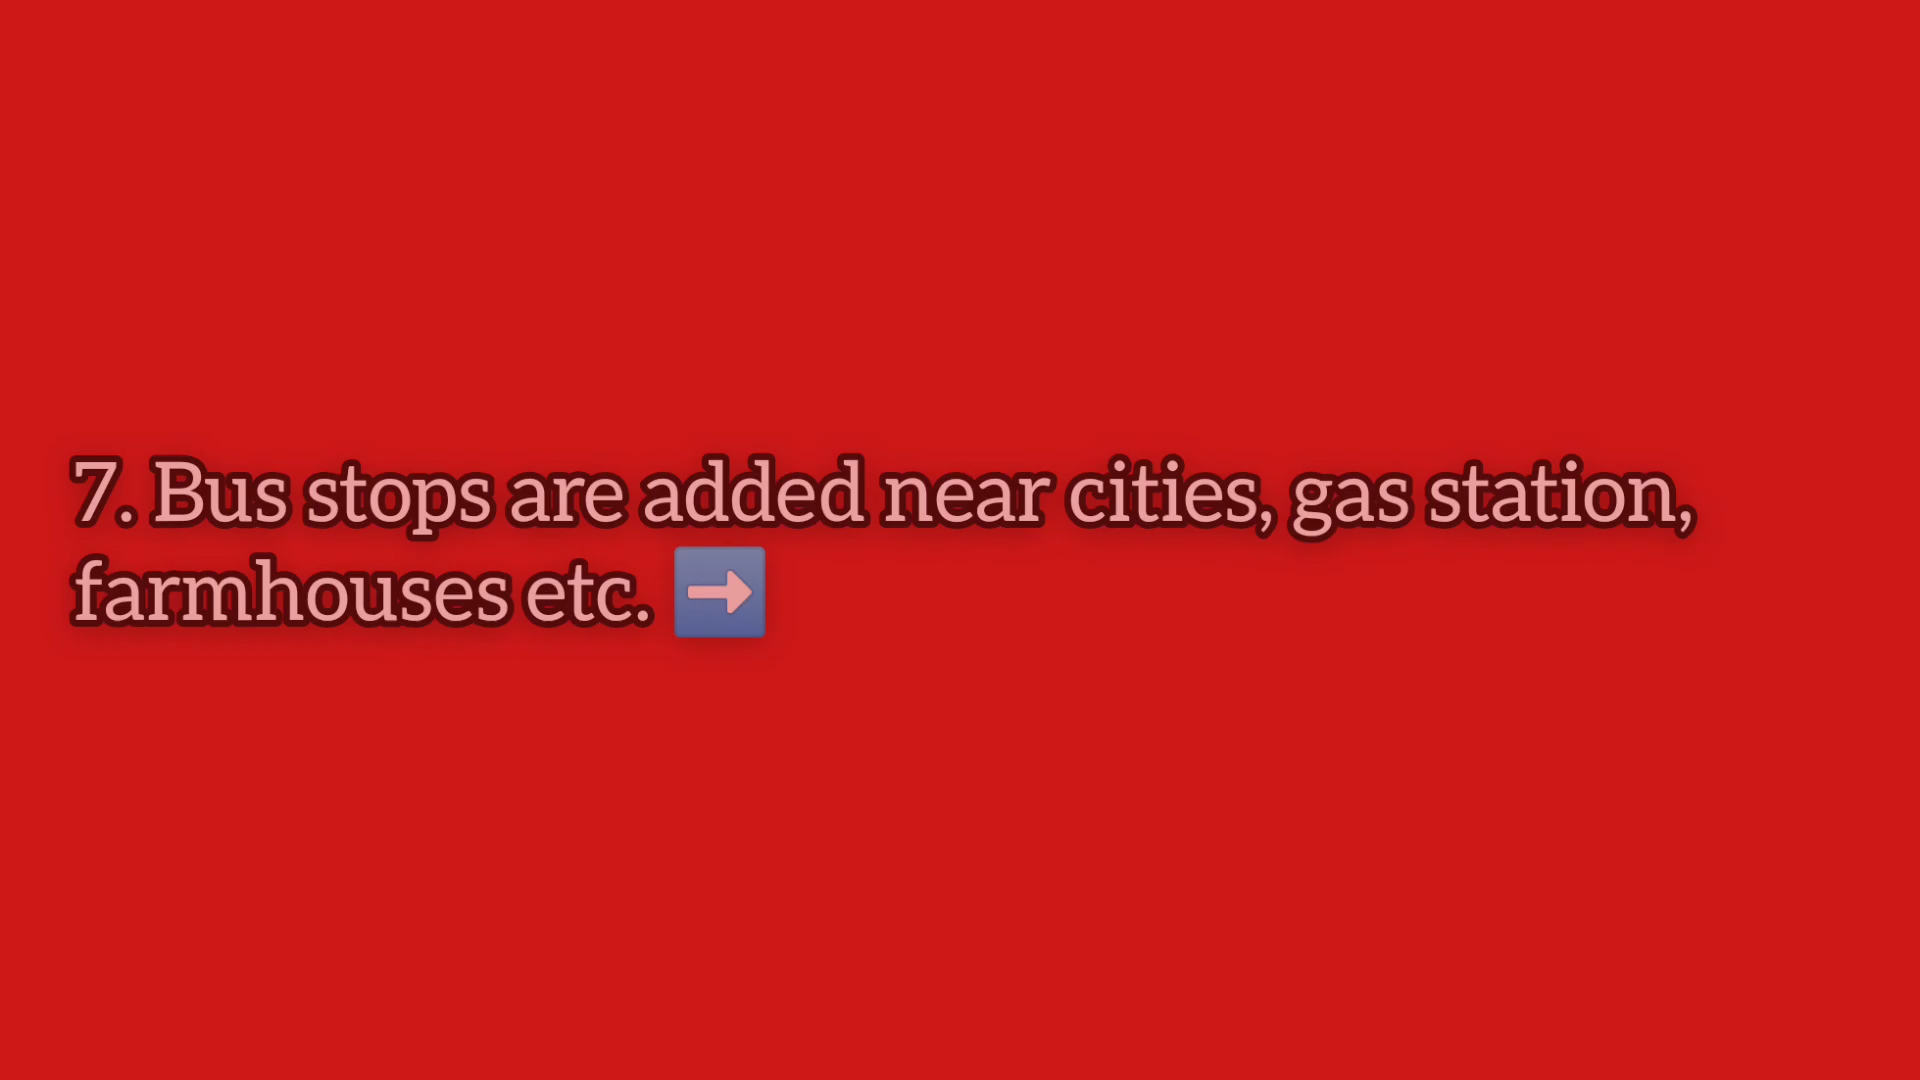 7. Bus stops are added near cities, gas station,
farmhouses etc. ➡️